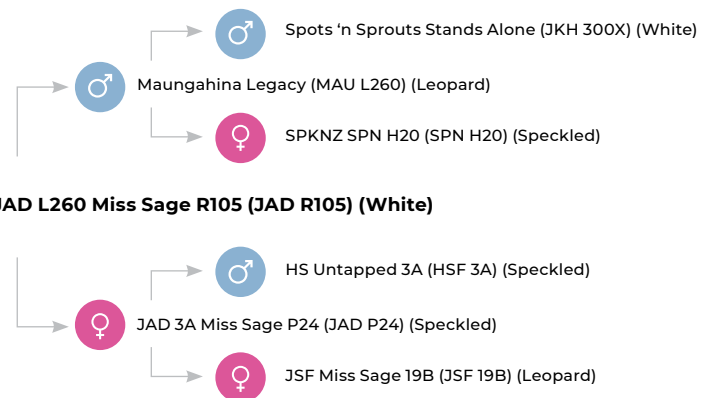 Spots ‘n Sprouts Stands Alone (JKH 300X) (White)
Maungahina Legacy (MAU L260) (Leopard)
SPKNZ SPN H20 (SPN H20) (Speckled)
JAD L260 Miss Sage R105 (JAD R105) (White)
HS Untapped 3A (HSF 3A) (Speckled)
JAD 3A Miss Sage P24 (JAD P24) (Speckled)
JSF Miss Sage 19B (JSF 19B) (Leopard)